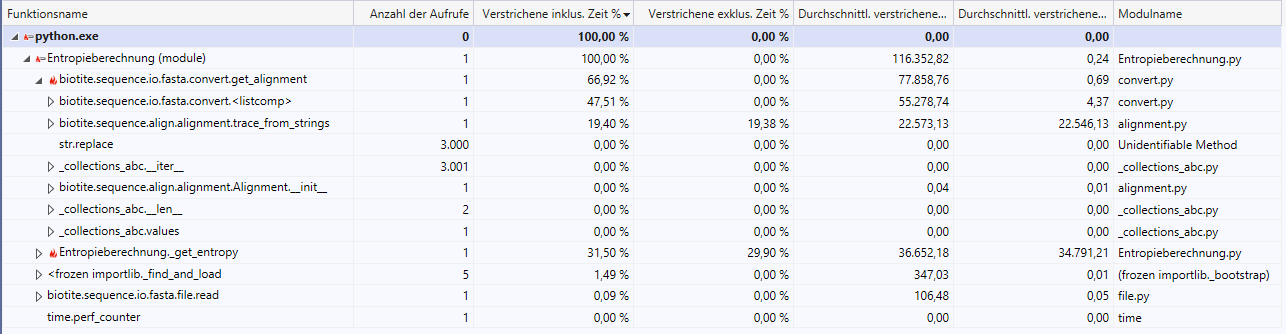 Funktionsname Anzahl der Aufrufe Verstrichene inklus. Zeit % Verstrichene exklus. Zeit % Durchschnittl. verstrichene... Durchschnittl. verstrichene... Modulname
python.exe 0 100,00 % 0,00 % 0,00 0,00
Entropieberechnung (module) 1 100,00 % 0,00 % 116.352,82 0,24 Entropieberechnung.py
biotite.sequence.io.fasta.convert.get_alignment 1 66,92 % 0,00 % 77.858,76 0,69 convert.py
biotite.sequence.io.fasta.convert.<listcomp> 1 47,51 % 0,00 % 55.278,74 4,37 convert.py
biotite.sequence.align.alignment.trace_from_strings 1 19,40 % 19,38 % 22.573,13 22.546,13 alignment.py
str.replace 3.000 0,00 % 0,00 % 0,00 0,00 Unidentifiable Method
_collections_abc.__iter__ 3.001 0,00 % 0,00 % 0,00 0,00 _collections_abc.py
biotite.sequence.align.alignment.Alignment.__init__ 1 0,00 % 0,00 % 0,04 0,01 alignment.py
_collections_abc.__len__ 2 0,00 % 0,00 % 0,00 0,00 _collections_abc.py
_collections_abc.values 1 0,00 % 0,00 % 0,00 0,00 _collections_abc.py
Entropieberechnung._get_entropy 1 31,50 % 29,90 % 36.652,18 34.791,21 Entropieberechnung.py
<frozen importlib._find_and_load 5 1,49 % 0,00 % 347,03 0,01 (frozen importlib._bootstrap)
biotite.sequence.io.fasta.file.read 1 0,09 % 0,00 % 106,48 0,05 file.py
time.perf_counter 1 0,00 % 0,00 % 0,00 0,00 time